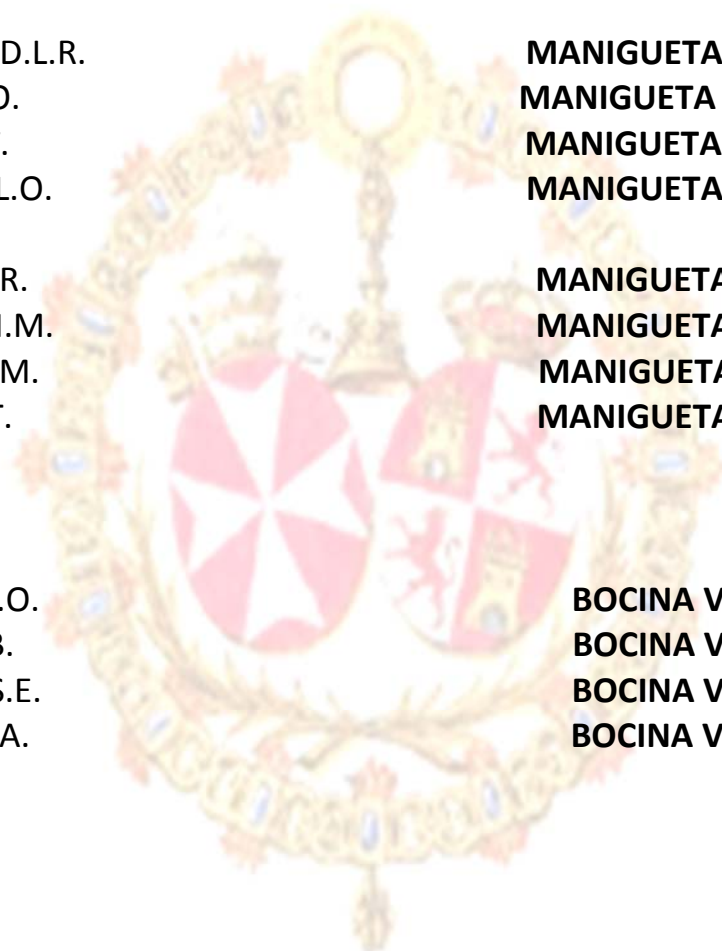 D.L.R. MANIGUETA
O. MANIGUETA
. MANIGUETA
L.O. MANIGUETA
R. MANIGUETA
M. MANIGUETA
M. MANIGUETA
T. MANIGUETA
.O. BOCINA V
. BOCINA V
S.E. BOCINA V
A. BOCINA V